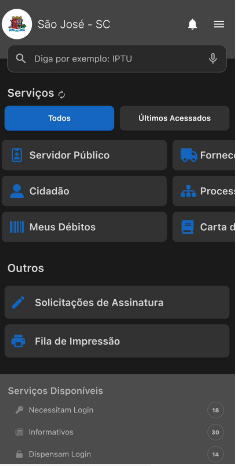 São José - SC
Diga por exemplo: IPTU
Serviços
Todos
Últimos Acessados
Servidor Público
Fornec
Cidadão
Process
Meus Débitos
Carta d
Outros
Solicitações de Assinatura
Fila de Impressão
Serviços Disponíveis
Necessitam Login 16
Informativos 30
Dispensam Login 14